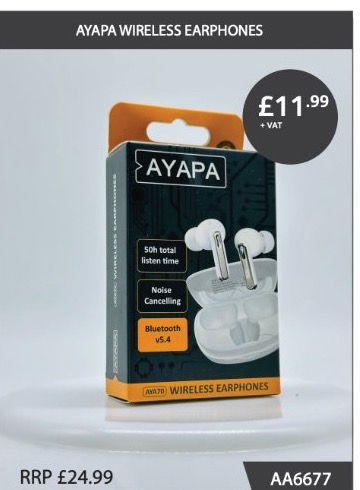 AYAPA WIRELESS EARPHONES
£11.99
+ VAT
AYAPA
50h total
listen time
Noise
Cancelling
Bluetooth
v5.4
AYA70 WIRELESS EARPHONES
WIRELESS EARPHONES
RRP £24.99
AA6677